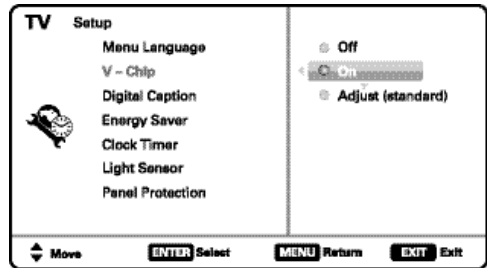 TV Setup
Menu Language
V - Chip
Digital Caption
Energy Saver
Clock Timer
Light Sensor
Panel Protection
Off
On
Adjust (standard)
Move ENTER Select MENU Return EXIT Exit